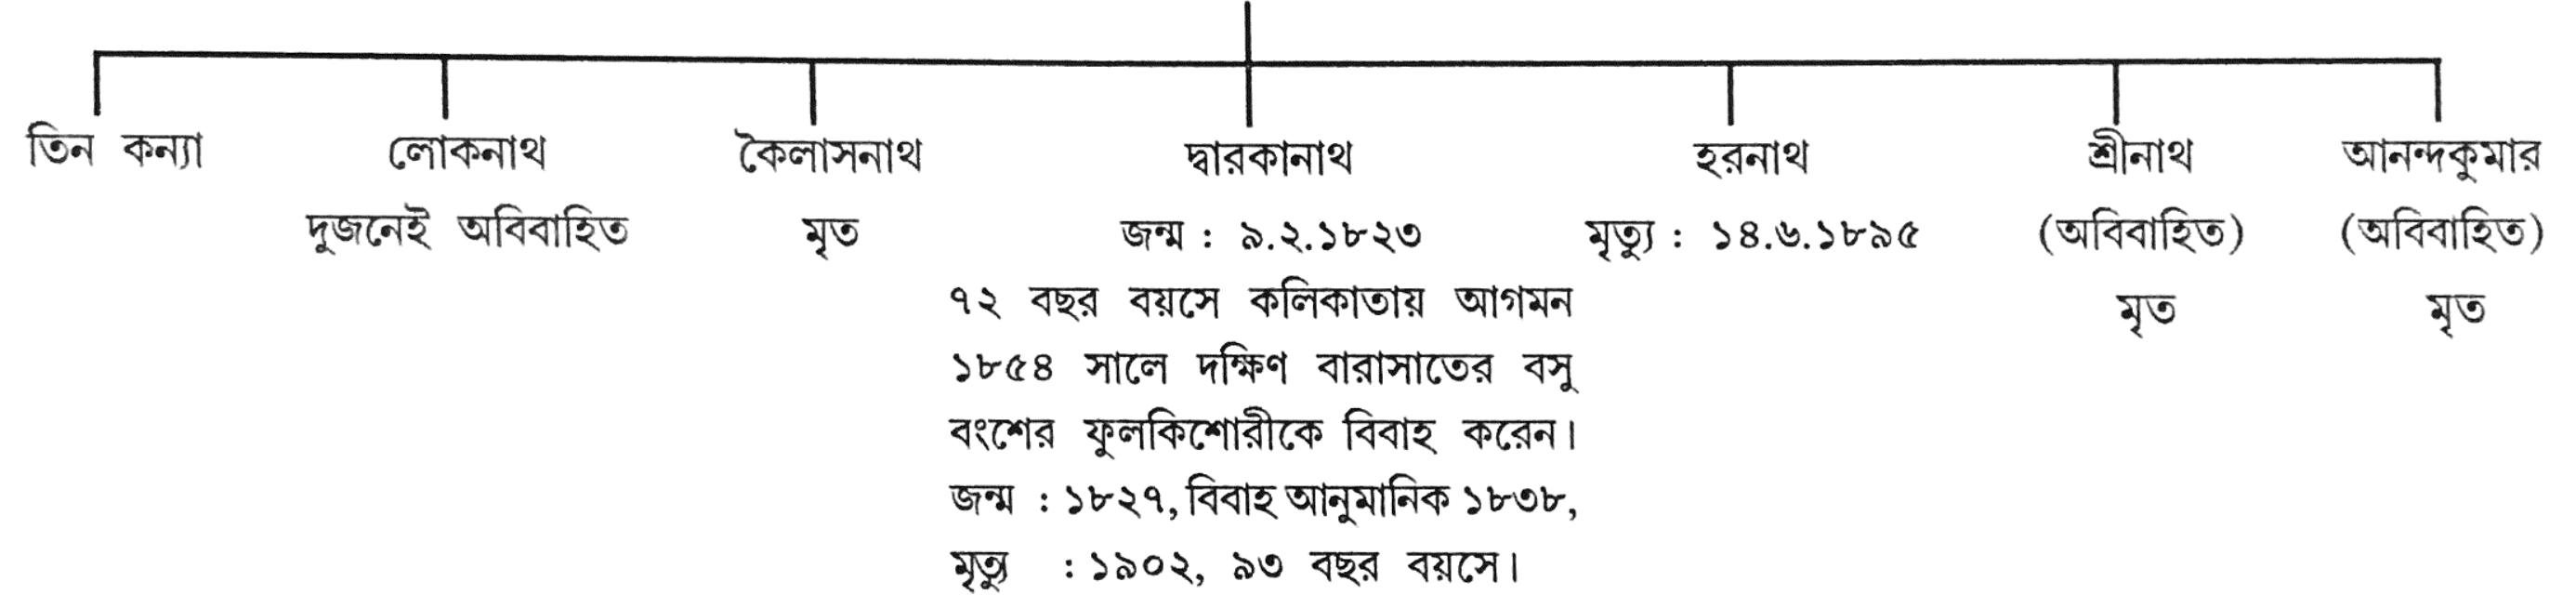 তিন কন্যা লোকনাথ কৈলাসনাথ দ্বারকানাথ হরনাথ শ্রীনাথ আনন্দকুমার
দুজনেই অবিবাহিত মৃত জন্ম : ৯.২.১৮২৩ মৃত্যু : ১৪.৬.১৮৯৫ (অবিবাহিত) (অবিবাহিত)
৭২ বছর বয়সে কলিকাতায় আগমন মৃত মৃত
১৮৫৪ সালে দক্ষিণ বারাসাতের বসু
বংশের ফুলকিশোরীকে বিবাহ করেন।
জন্ম : ১৮২৭, বিবাহ আনুমানিক ১৮৩৮,
মৃত্যু : ১৯০২, ৯৩ বছর বয়সে।